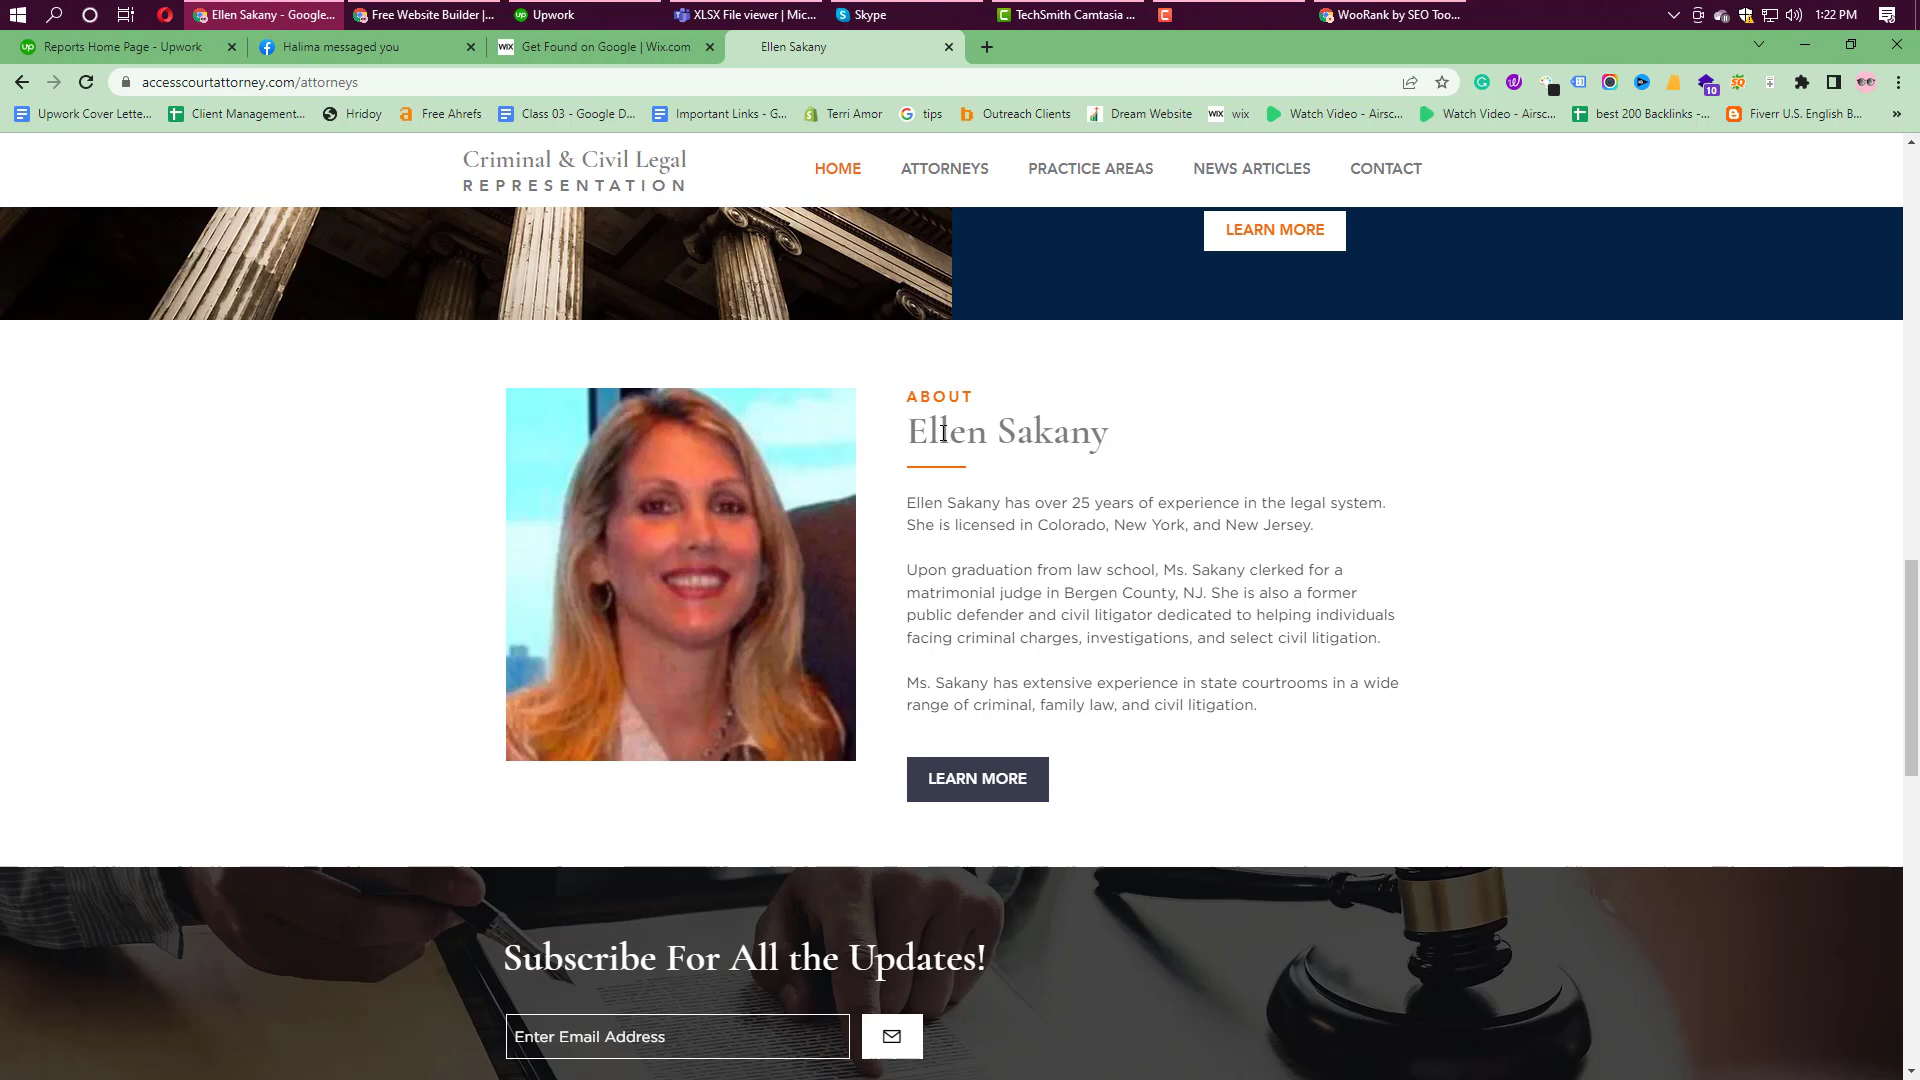 Ellen Sakany - Google...
Free Website Builder |...
Upwork
XLSX File viewer | Mic...
Skype
TechSmith Camtasia ...
WooRank by SEO Too...
1:22 PM
Reports Home Page - Upwork
Halima messaged you
WIX Get Found on Google | Wix.com
Ellen Sakany
accesscourtattorney.com/attorneys
10
Upwork Cover Lette...
Client Management...
Hridoy
Free Ahrefs
Class 03 - Google D...
Important Links - G...
Terri Amor
tips
Outreach Clients
Dream Website
WIX wix
Watch Video - Airsc...
Watch Video - Airsc...
best 200 Backlinks -...
Fiverr U.S. English B...
Criminal & Civil Legal
REPRESENTATION
HOME
ATTORNEYS
PRACTICE AREAS
NEWS ARTICLES
CONTACT
LEARN MORE
ABOUT
Ellen Sakany
Ellen Sakany has over 25 years of experience in the legal system.
She is licensed in Colorado, New York, and New Jersey.
Upon graduation from law school, Ms. Sakany clerked for a
matrimonial judge in Bergen County, NJ. She is also a former
public defender and civil litigator dedicated to helping individuals
facing criminal charges, investigations, and select civil litigation.
Ms. Sakany has extensive experience in state courtrooms in a wide
range of criminal, family law, and civil litigation.
LEARN MORE
Subscribe For All the Updates!
Enter Email Address